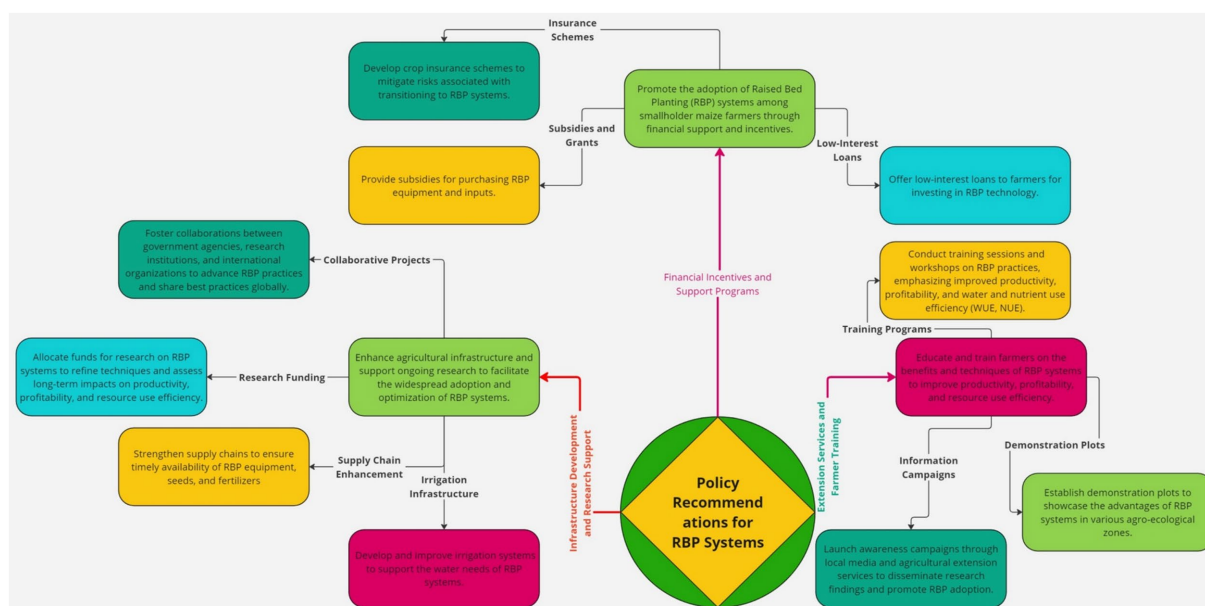 Insurance
Schemes
Develop crop insurance schemes to
mitigate risks associated with
transitioning to RBP systems.
Promote the adoption of Raised Bed
Planting (RBP) systems among
smallholder maize farmers through
financial support and incentives.
Subsidies and
Grants
Low-Interest
Loans
Provide subsidies for purchasing RBP
equipment and inputs.
Offer low-interest loans to farmers for
investing in RBP technology.
Foster collaborations between
government agencies, research
institutions, and international
organizations to advance RBP practices
and share best practices globally.
Collaborative Projects
Financial Incentives and
Support Programs
Conduct training sessions and
workshops on RBP practices,
emphasizing improved productivity,
profitability, and water and nutrient use
efficiency (WUE, NUE).
Training Programs
Allocate funds for research on RBP
systems to refine techniques and assess
long-term impacts on productivity,
profitability, and resource use efficiency.
Research Funding
Enhance agricultural infrastructure and
support ongoing research to facilitate
the widespread adoption and
optimization of RBP systems.
Educate and train farmers on the
benefits and techniques of RBP systems
to improve productivity, profitability,
and resource use efficiency.
Strengthen supply chains to ensure
timely availability of RBP equipment,
seeds, and fertilizers
Supply Chain
Enhancement
Irrigation
Infrastructure
Infrastructure Development
and Research Support
Extension Services and
Farmer Training
Information
Campaigns
Demonstration Plots
Policy
Recommend
ations for
RBP Systems
Develop and improve irrigation systems
to support the water needs of RBP
systems.
Launch awareness campaigns through
local media and agricultural extension
services to disseminate research
findings and promote RBP adoption.
Establish demonstration plots to
showcase the advantages of RBP
systems in various agro-ecological
zones.